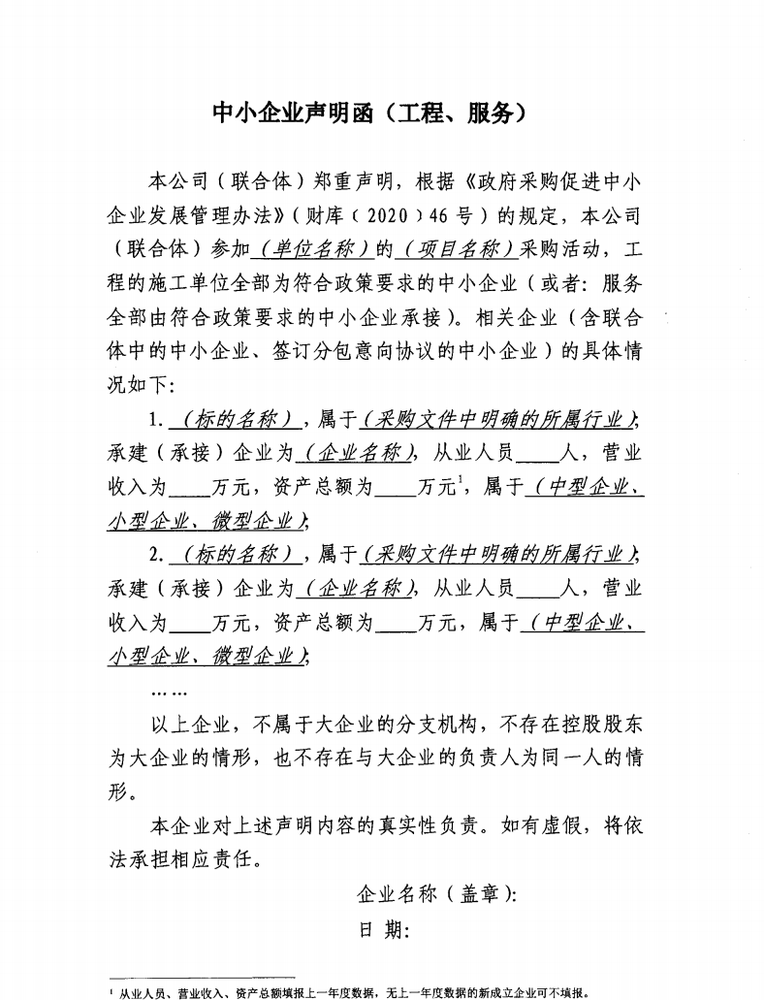 中小企业声明函（工程、服务）
本公司（联合体）郑重声明，根据《政府采购促进中小
企业发展管理办法》（财库﹝2020﹞46 号）的规定，本公司
（联合体）参加（单位名称）的（项目名称）采购活动，工
程的施工单位全部为符合政策要求的中小企业（或者：服务
全部由符合政策要求的中小企业承接）。相关企业（含联合
体中的中小企业、签订分包意向协议的中小企业）的具体情
况如下：
1. （标的名称），属于（采购文件中明确的所属行业）；
承建（承接）企业为（企业名称），从业人员____人，营业
收入为____万元，资产总额为____万元¹，属于（中型企业、
小型企业、微型企业）；
2. （标的名称），属于（采购文件中明确的所属行业）；
承建（承接）企业为（企业名称），从业人员____人，营业
收入为____万元，资产总额为____万元，属于（中型企业、
小型企业、微型企业）；
……
以上企业，不属于大企业的分支机构，不存在控股股东
为大企业的情形，也不存在与大企业的负责人为同一人的情
形。
本企业对上述声明内容的真实性负责。如有虚假，将依
法承担相应责任。
企业名称（盖章）：
日 期：
¹ 从业人员、营业收入、资产总额填报上一年度数据，无上一年度数据的新成立企业可不填报。